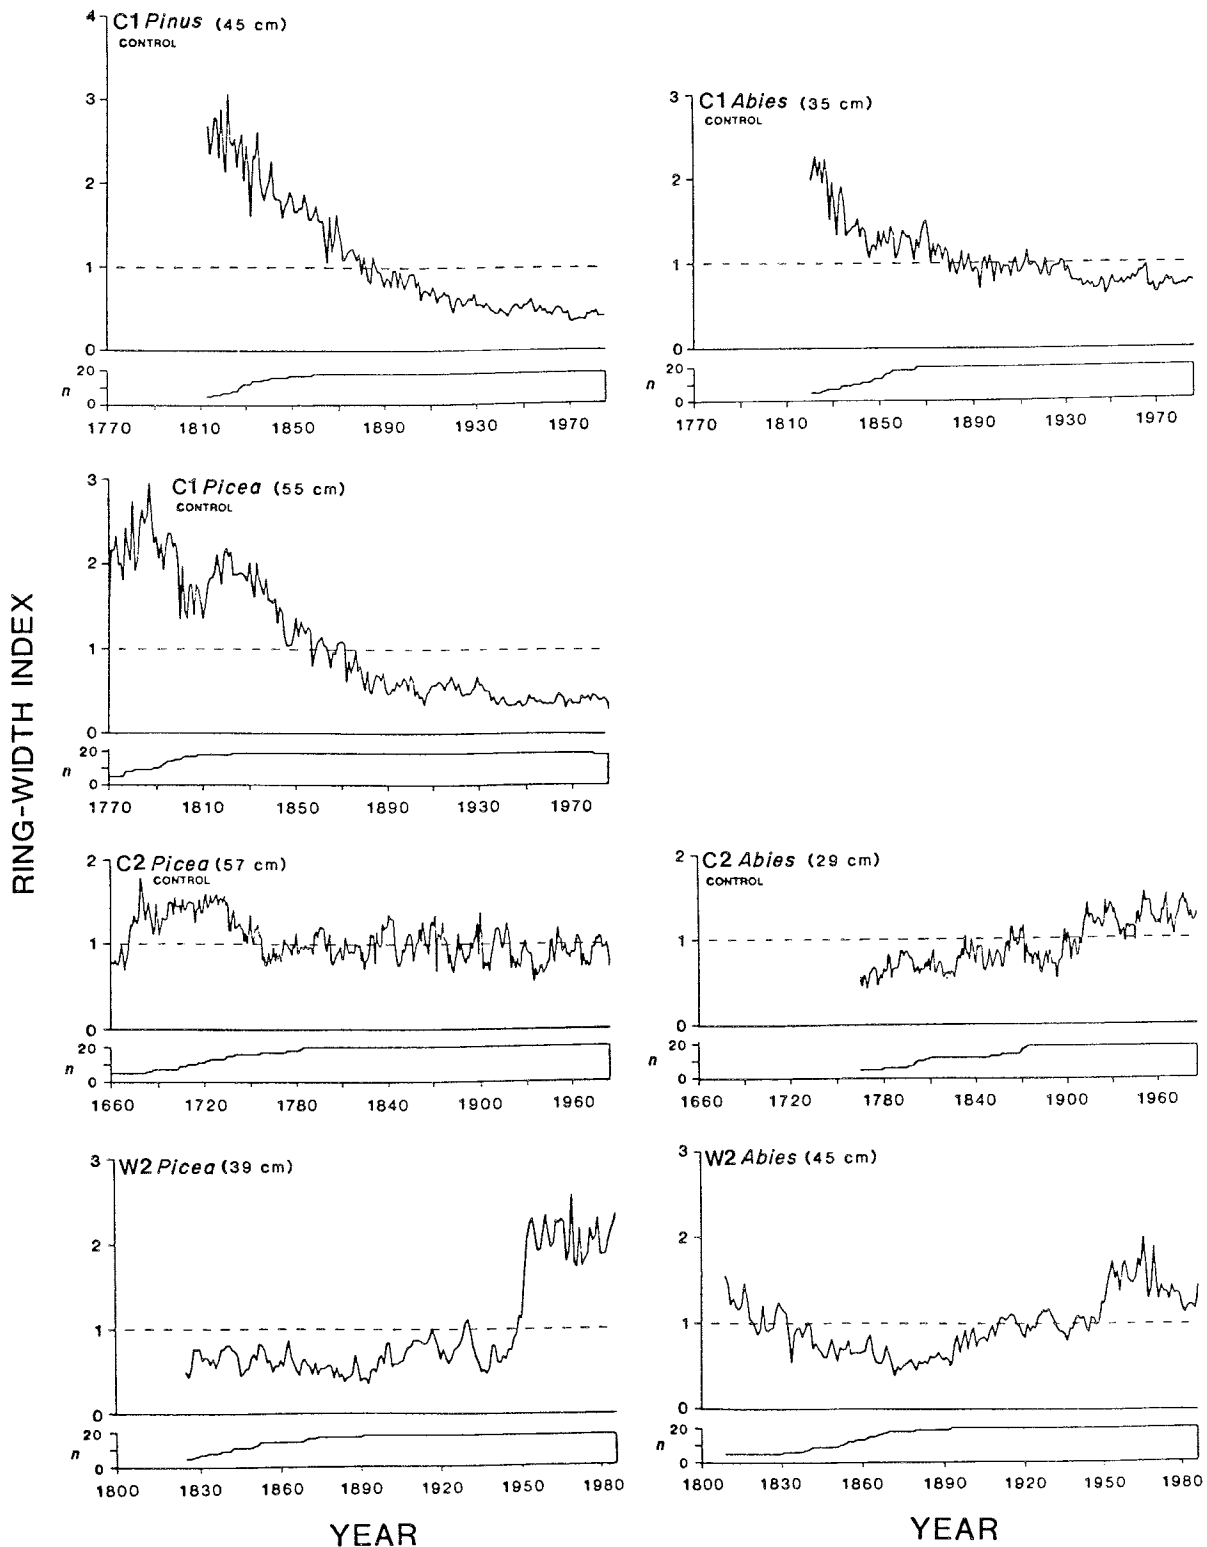 RING-WIDTH INDEX
C1 Pinus (45 cm)
CONTROL
4
3
2
1
0
20
n
0
1770 1810 1850 1890 1930 1970
C1 Abies (35 cm)
CONTROL
3
2
1
0
20
n
0
1770 1810 1850 1890 1930 1970
C1 Picea (55 cm)
CONTROL
3
2
1
0
20
n
0
1770 1810 1850 1890 1930 1970
C2 Picea (57 cm)
CONTROL
2
1
0
20
n
0
1660 1720 1780 1840 1900 1960
C2 Abies (29 cm)
CONTROL
2
1
0
20
n
0
1660 1720 1780 1840 1900 1960
W2 Picea (39 cm)
3
2
1
0
20
n
0
1800 1830 1860 1890 1920 1950 1980
YEAR
W2 Abies (45 cm)
3
2
1
0
20
n
0
1800 1830 1860 1890 1920 1950 1980
YEAR